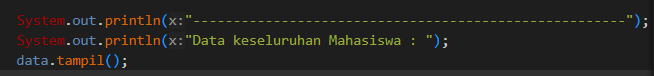 System.out.println(x:"------------------------------------------------------");
System.out.println(x:"Data keseluruhan Mahasiswa : ");
data.tampil();